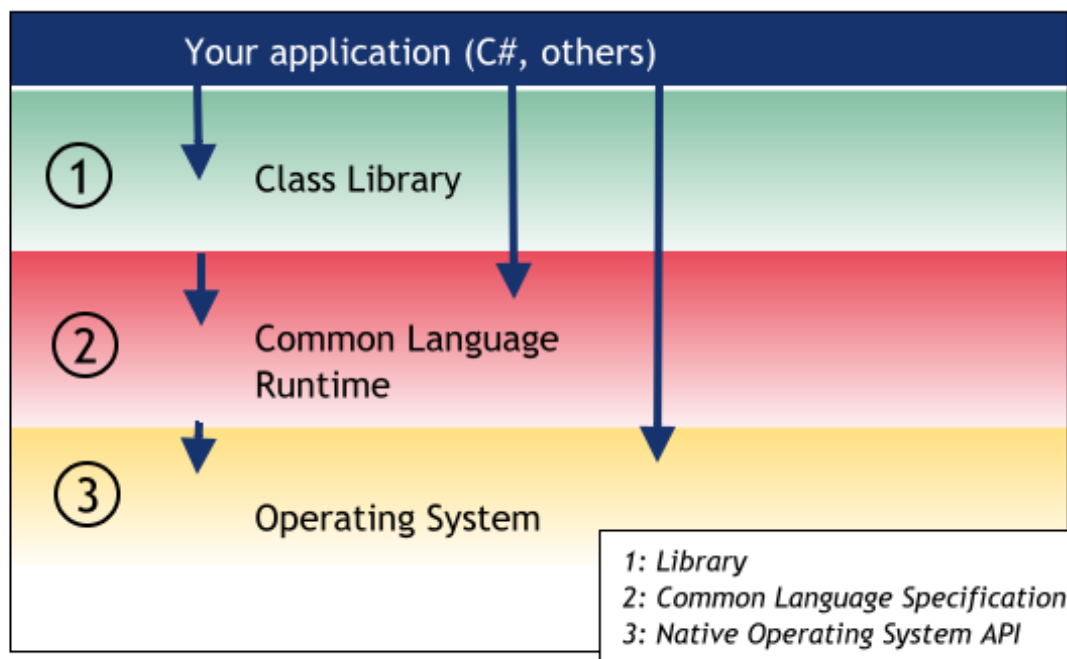 Your application (C#, others)
1
Class Library
2
Common Language
Runtime
3
Operating System
1: Library
2: Common Language Specification
3: Native Operating System API